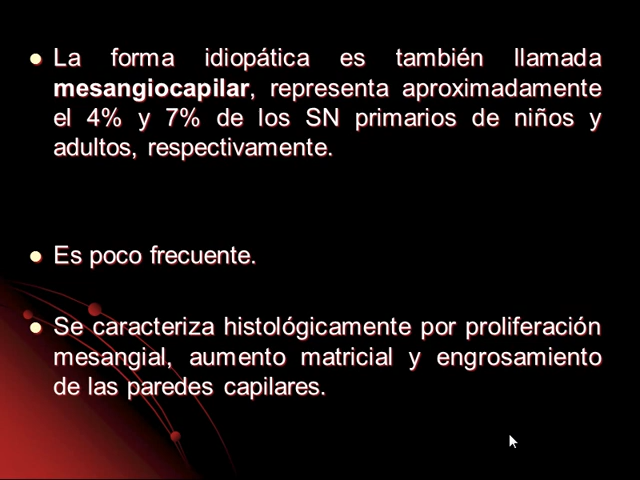 La forma idiopática es también llamada
mesangiocapilar, representa aproximadamente
el 4% y 7% de los SN primarios de niños y
adultos, respectivamente.
Es poco frecuente.
Se caracteriza histológicamente por proliferación
mesangial, aumento matricial y engrosamiento
de las paredes capilares.